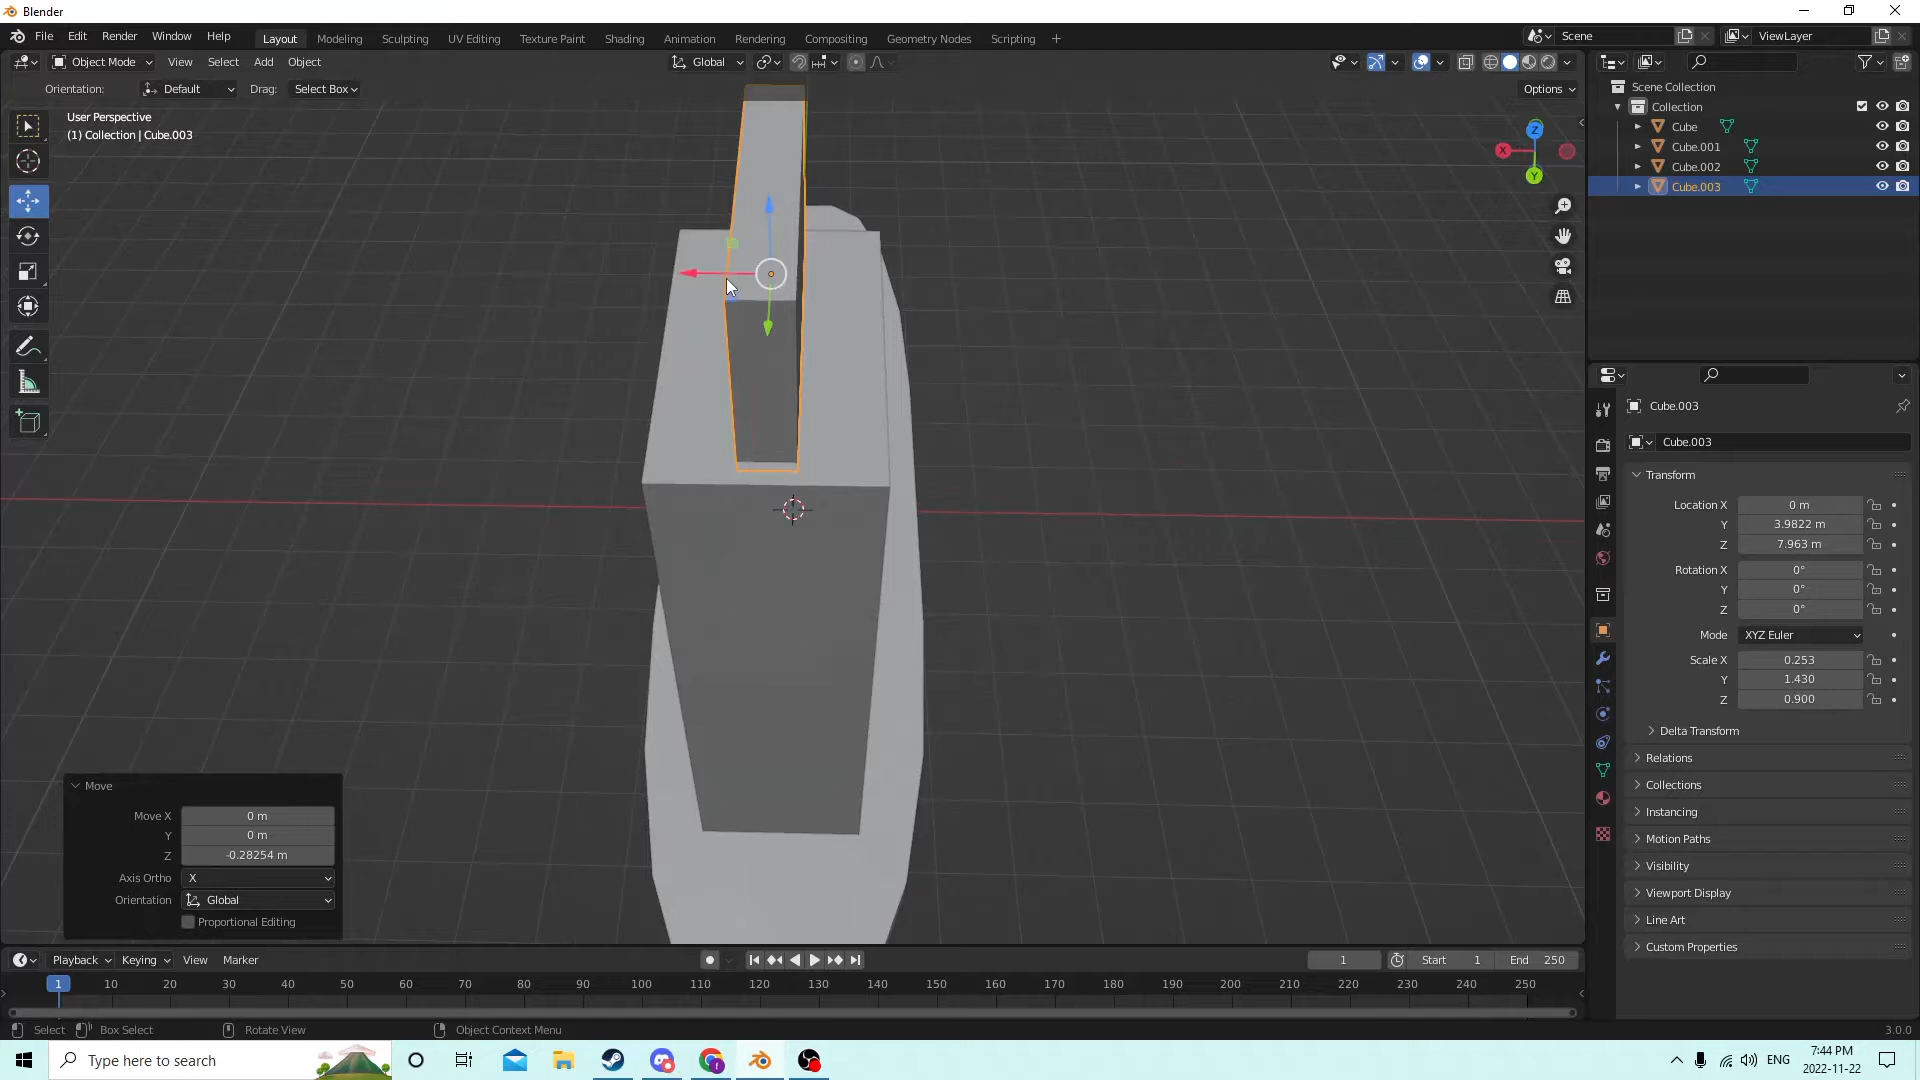 Blender
File Edit Render Window Help
Layout Modeling Sculpting UV Editing Texture Paint Shading Animation Rendering Compositing Geometry Nodes Scripting +
Scene
ViewLayer
Object Mode View Select Add Object
Global
Orientation: Default Drag: Select Box
Options
User Perspective
(1) Collection | Cube.003
Z
X
Y
Scene Collection
Collection
Cube
Cube.001
Cube.002
Cube.003
Cube.003
Cube.003
Transform
Location X 0 m
Y 3.9822 m
Z 7.963 m
Rotation X 0°
Y 0°
Z 0°
Mode XYZ Euler
Scale X 0.253
Y 1.430
Z 0.900
Delta Transform
Relations
Collections
Instancing
Motion Paths
Visibility
Viewport Display
Line Art
Custom Properties
Move
Move X 0 m
Y 0 m
Z -0.28254 m
Axis Ortho X
Orientation Global
Proportional Editing
Playback Keying View Marker
1 Start 1 End 250
1 10 20 30 40 50 60 70 80 90 100 110 120 130 140 150 160 170 180 190 200 210 220 230 240 250
Select Box Select Rotate View Object Context Menu
3.0.0
Type here to search
ENG
7:44 PM
2022-11-22